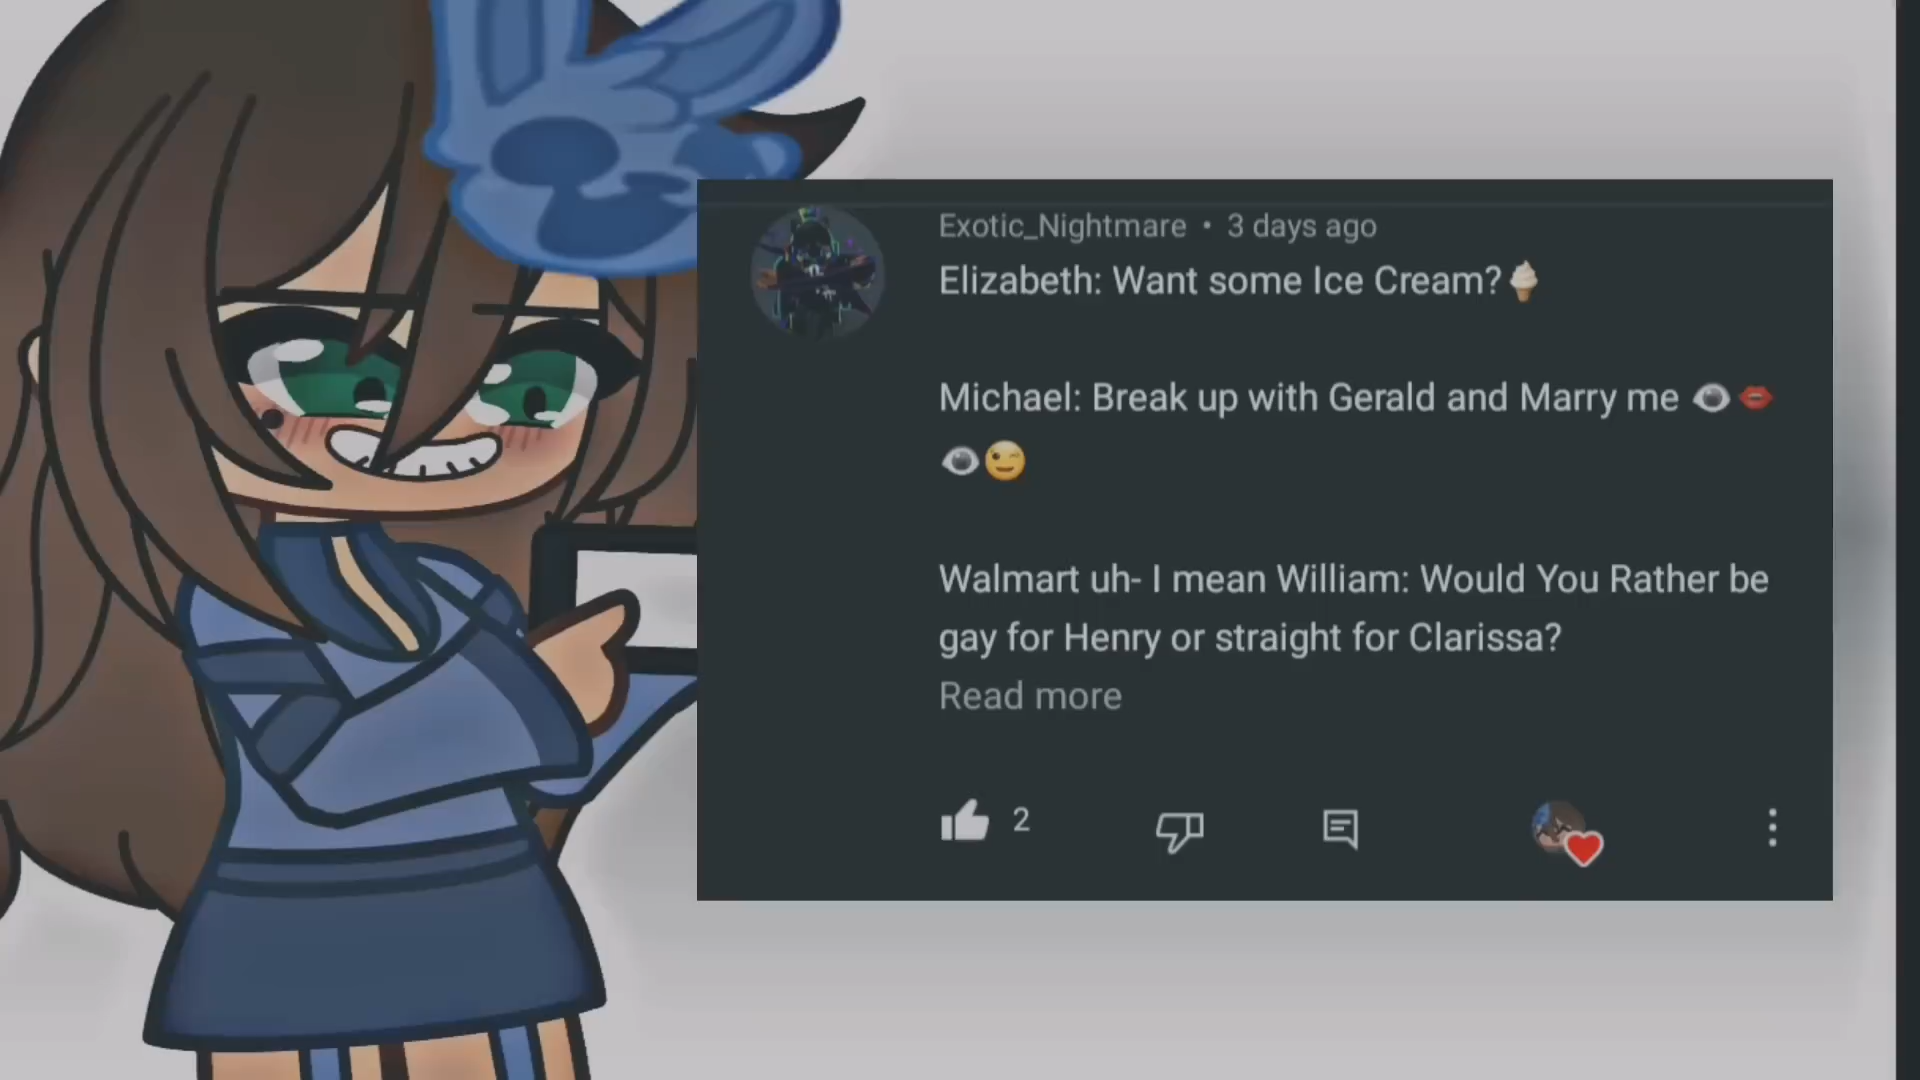 Exotic_Nightmare • 3 days ago
Elizabeth: Want some Ice Cream?🍦
Michael: Break up with Gerald and Marry me 👁👄
👁😉
Walmart uh- I mean William: Would You Rather be
gay for Henry or straight for Clarissa?
Read more
2